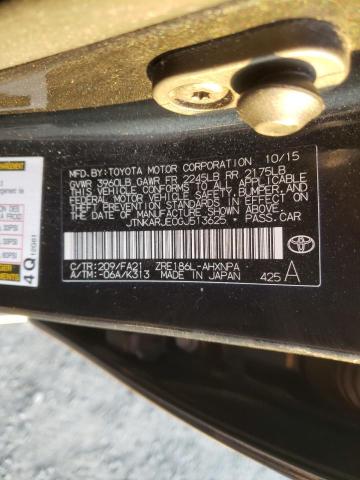 MFD.BY:TOYOTA MOTOR CORPORATION 10/15
GVWR 3960LB GAWR FR 2245LB RR 2175LB
THIS VEHICLE CONFORMS TO ALL APPLICABLE
FEDERAL MOTOR VEHICLE SAFETY, BUMPER, AND
THEFT PREVENTION STANDARDS IN EFFECT ON
THE DATE OF MANUFACTURE SHOWN ABOVE.
JTNKARJE0GJ513625 * PASS.CAR
C/TR:209/FA21 ZRE186L-AHXNPA
A/TM:-06A/K313 MADE IN JAPAN 425 A
4Q